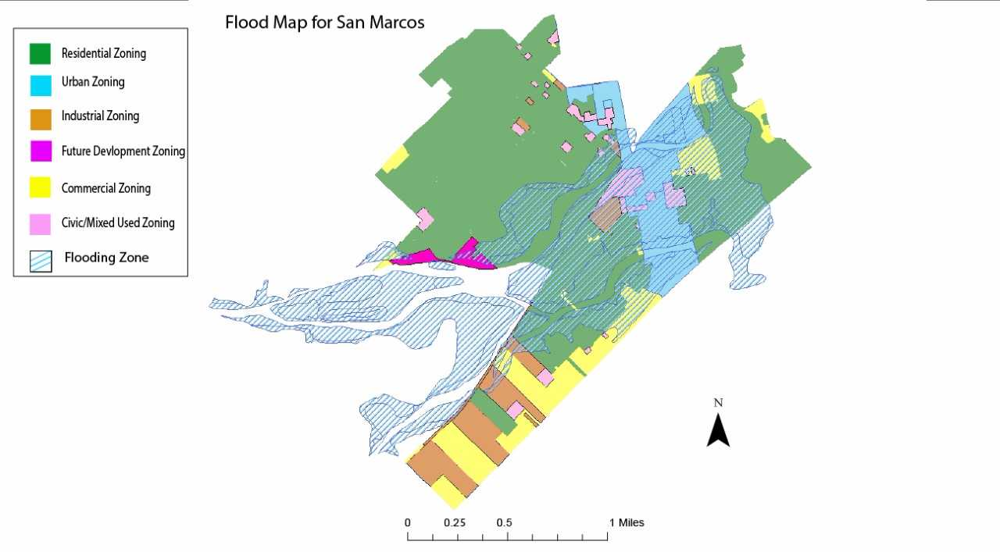 Flood Map for San Marcos
Residential Zoning
Urban Zoning
Industrial Zoning
Future Devlopment Zoning
Commercial Zoning
Civic/Mixed Used Zoning
Flooding Zone
N
0 0.25 0.5 1 Miles